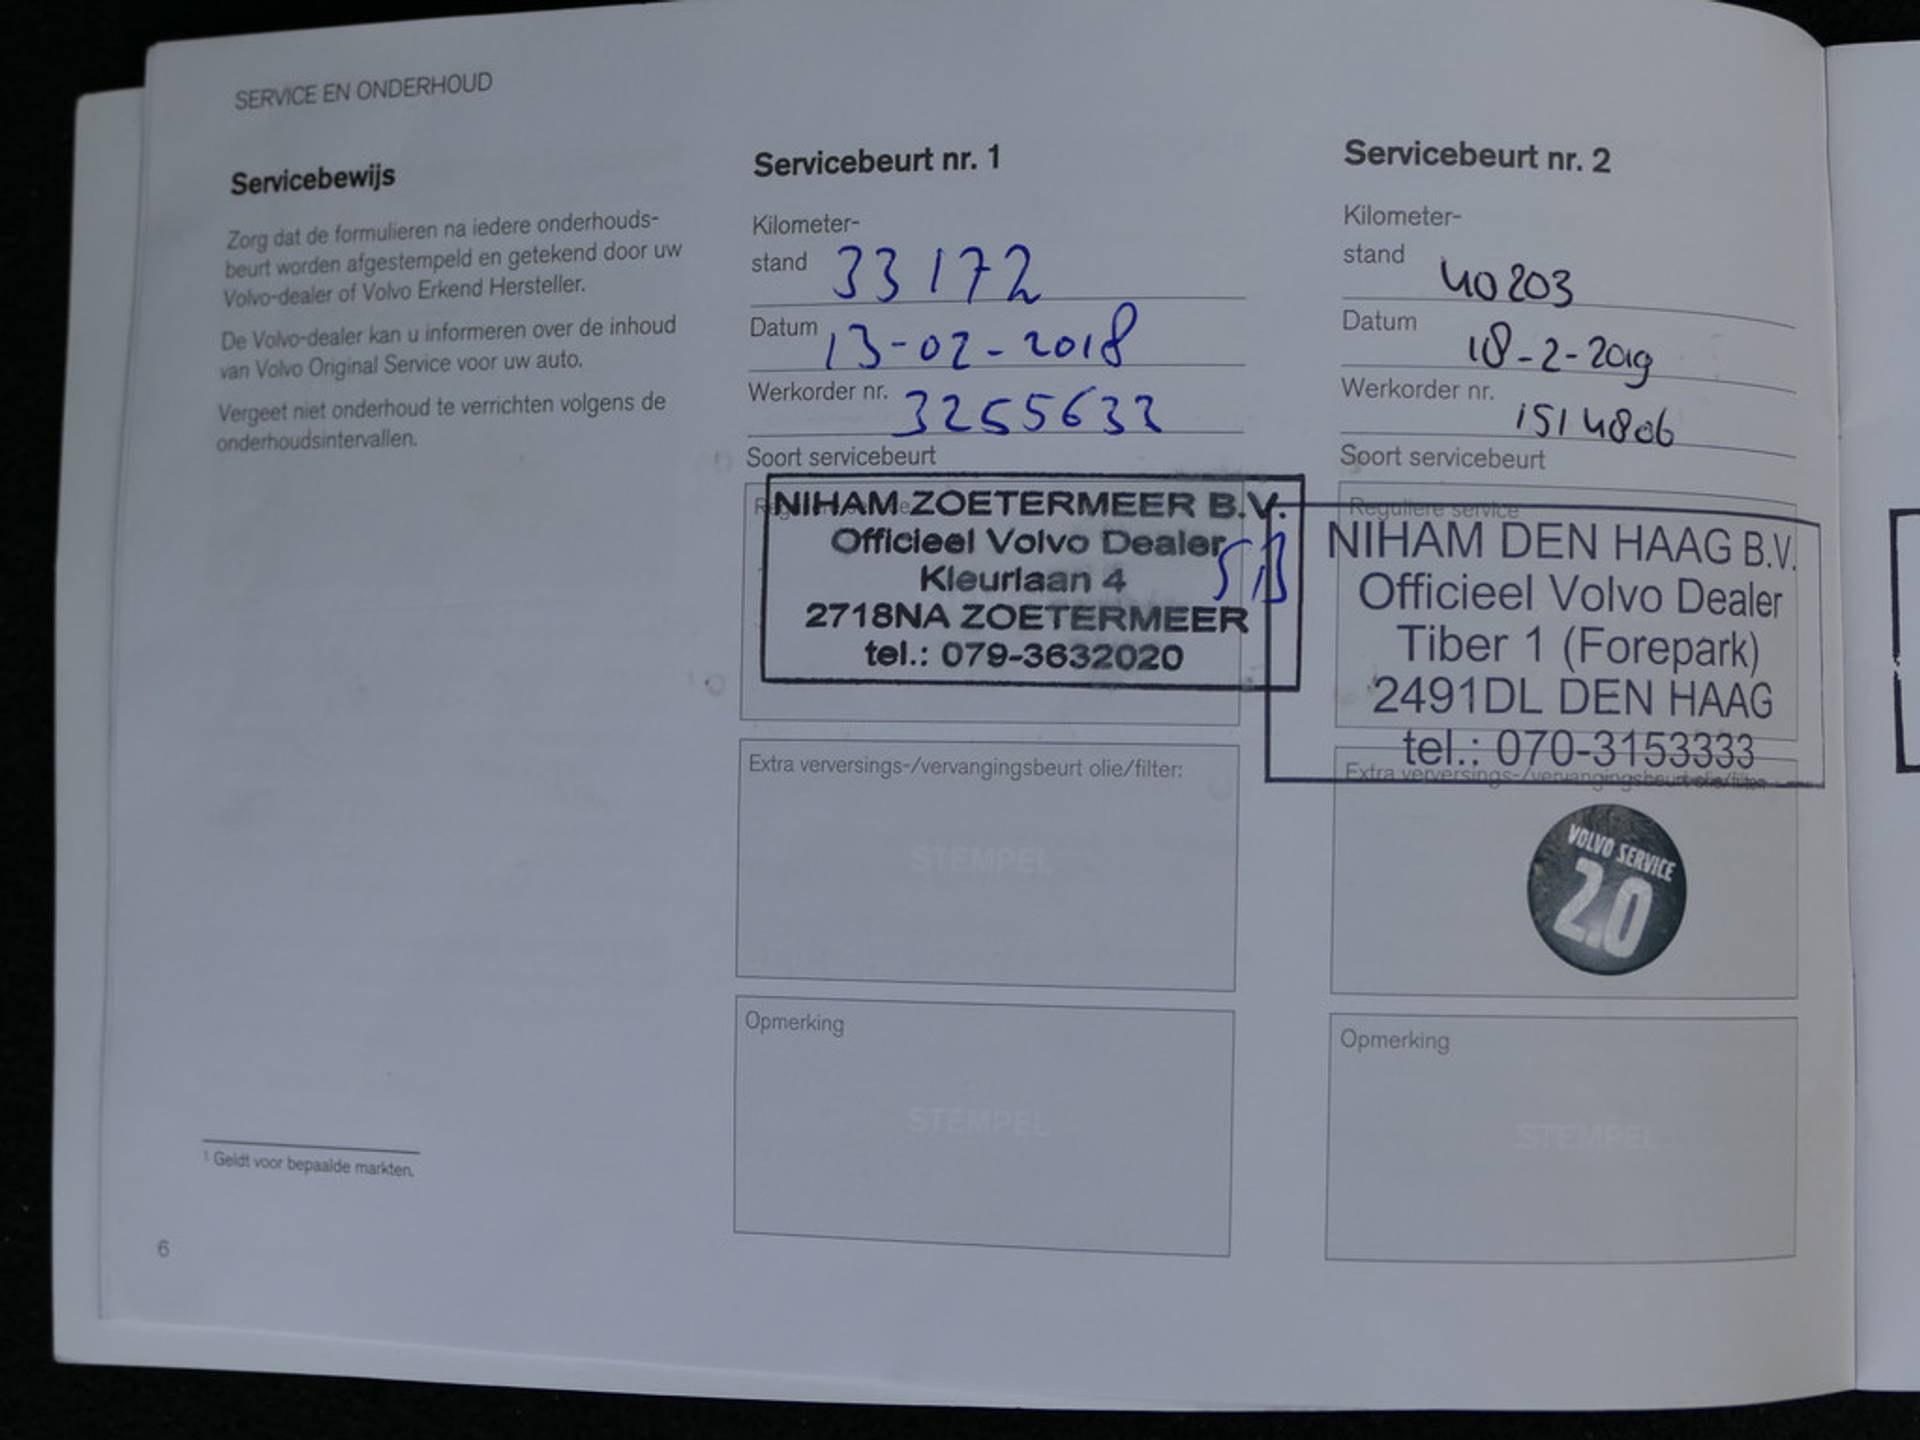 SERVICE EN ONDERHOUD
Servicebewijs
Zorg dat de formulieren na iedere onderhouds-
beurt worden afgestempeld en getekend door uw
Volvo-dealer of Volvo Erkend Hersteller.
De Volvo-dealer kan u informeren over de inhoud
van Volvo Original Service voor uw auto.
Vergeet niet onderhoud te verrichten volgens de
onderhoudsintervallen.
1 Geldt voor bepaalde markten.
6
Servicebeurt nr. 1
Kilometer-
stand 33172
Datum 13-02-2018
Werkorder nr.
Soort servicebeurt
NIHAM ZOETERMEER B.V.
Officieel Volvo Dealer
Kleurlaan 4
2718NA ZOETERMEER
tel.: 079-3632020
Extra verversings-/vervangingsbeurt olie/filter:
STEMPEL
Opmerking
STEMPEL
Servicebeurt nr. 2
Kilometer-
stand 40203
Datum 18-2-2019
Werkorder nr. 1514806
Soort servicebeurt
Reguliere service
NIHAM DEN HAAG B.V.
Officieel Volvo Dealer
Tiber 1 (Forepark)
2491DL DEN HAAG
tel.: 070-3153333
Extra verversings-/vervangingsbeurt olie/filter:
VOLVO SERVICE
2.0
Opmerking
STEMPEL